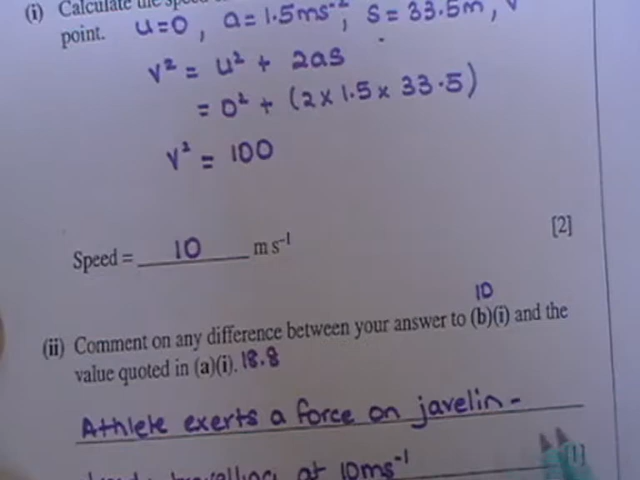 (i) Calculate the speed
point. u=0, a=1.5ms⁻², s=33.5m, v
v² = u² + 2as
= 0² + (2 x 1.5 x 33.5)
v² = 100
[2]
Speed = 10 m s⁻¹
10
(ii) Comment on any difference between your answer to (b)(i) and the
value quoted in (a)(i). 18.8
Athlete exerts a force on javelin -
travelling at 10ms⁻¹
[1]